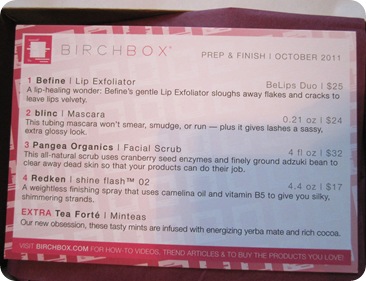 BIRCHBOX
PREP & FINISH | OCTOBER 2011
1 Befine | Lip Exfoliator BeLips Duo | $25
A lip-healing wonder: Befine's gentle Lip Exfoliator sloughs away flakes and cracks to
leave lips velvety.
2 blinc | Mascara 0.21 oz | $24
This tubing mascara won't smear, smudge, or run — plus it gives lashes a sassy,
extra glossy look.
3 Pangea Organics | Facial Scrub 4 fl oz | $32
This all-natural scrub uses cranberry seed enzymes and finely ground adzuki bean to
clear away dead skin so that your products can do their job.
4 Redken | shine flash™ 02 4.4 oz | $17
A weightless finishing spray that uses camelina oil and vitamin B5 to give you silky,
shimmering strands.
EXTRA Tea Forté | Minteas
Our new obsession, these tasty mints are infused with energizing yerba mate and rich cocoa.
VISIT BIRCHBOX.COM FOR HOW-TO VIDEOS, TREND ARTICLES & TO BUY THE PRODUCTS YOU LOVE!